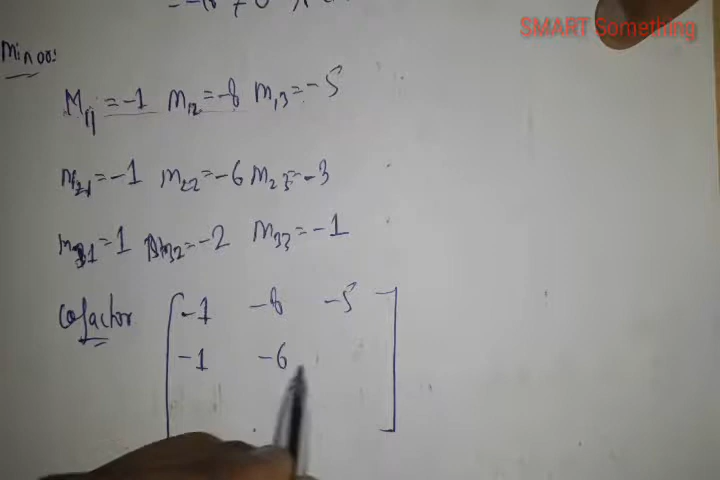 SMART Something
Minor:
M11 = -1 M12 = -8 M13 = -5
M21 = -1 M22 = -6 M23 = -3
M31 = 1 M32 = -2 M33 = -1
Cofactor -1 -8 -5
-1 -6